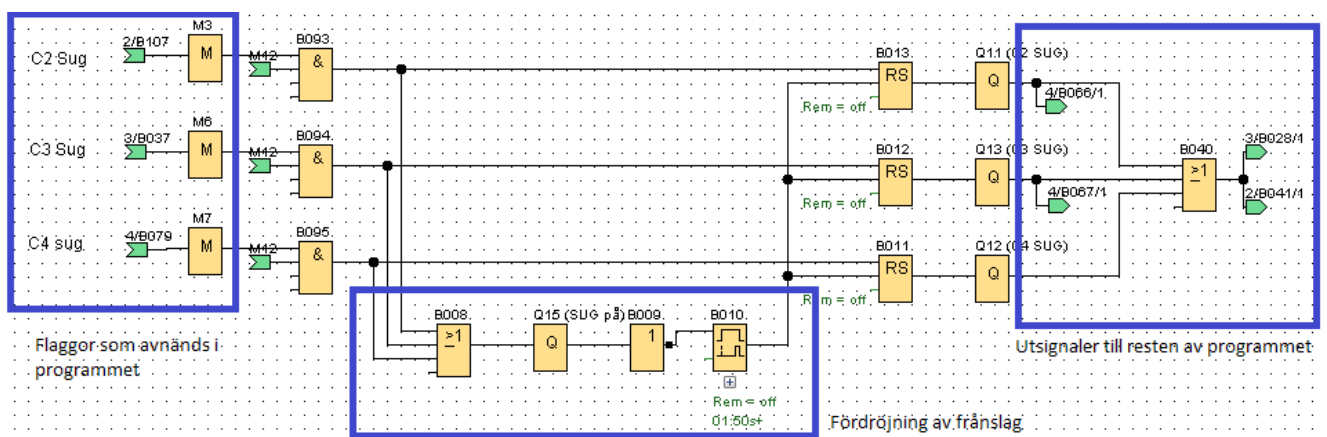 M3
2/B107
B093.
C2 Sug
M
M12
&
B013.
Q11 (C2 SUG)
RS
Q
4/B066/1
Rem = off
M6
3/B037
B094.
C3 Sug
M
M12
&
B012
Q13 (C3 SUG)
B040.
3/B028/1
RS
Q
≥1
4/B067/1
2/B041/1
Rem = off
M7
4/B079
B095.
C4 sug.
M
M12
&
B011
Q12 (C4 SUG)
RS
Q
Rem = off
B008.
Q15 (SUG på)
B009.
B010.
≥1
Q
1
Rem = off
01:50s+
Flaggor som avnänds i
programmet
Utsignaler till resten av programmet
Fördröjning av frånslag